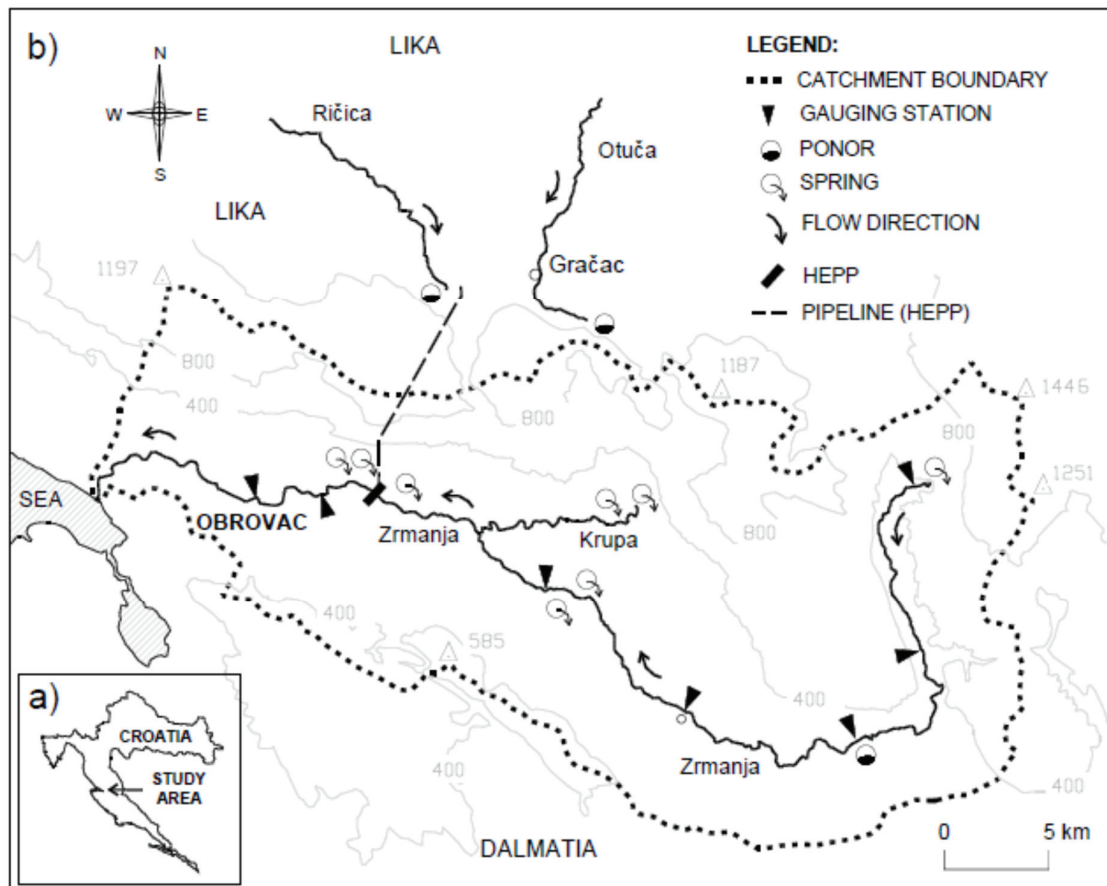 b)
LIKA
N
W E
S
Ričica
Otuča
LIKA
Gračac
1197
800
400
800
1187
1446
800
1251
800
SEA
OBROVAC
Zrmanja
Krupa
400
585
400
400
400
Zrmanja
DALMATIA
LEGEND:
CATCHMENT BOUNDARY
GAUGING STATION
PONOR
SPRING
FLOW DIRECTION
HEPP
PIPELINE (HEPP)
a)
CROATIA
STUDY
AREA
0 5 km